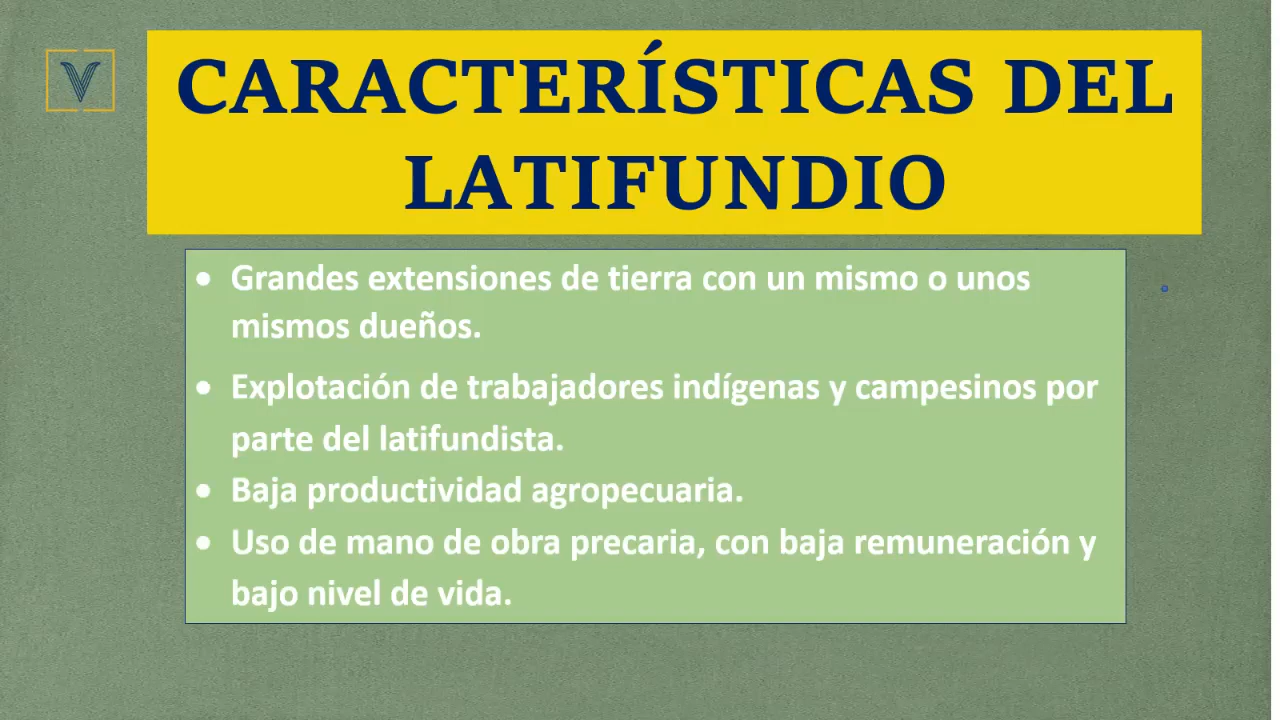 V
CARACTERÍSTICAS DEL
LATIFUNDIO
• Grandes extensiones de tierra con un mismo o unos
mismos dueños.
• Explotación de trabajadores indígenas y campesinos por
parte del latifundista.
• Baja productividad agropecuaria.
• Uso de mano de obra precaria, con baja remuneración y
bajo nivel de vida.